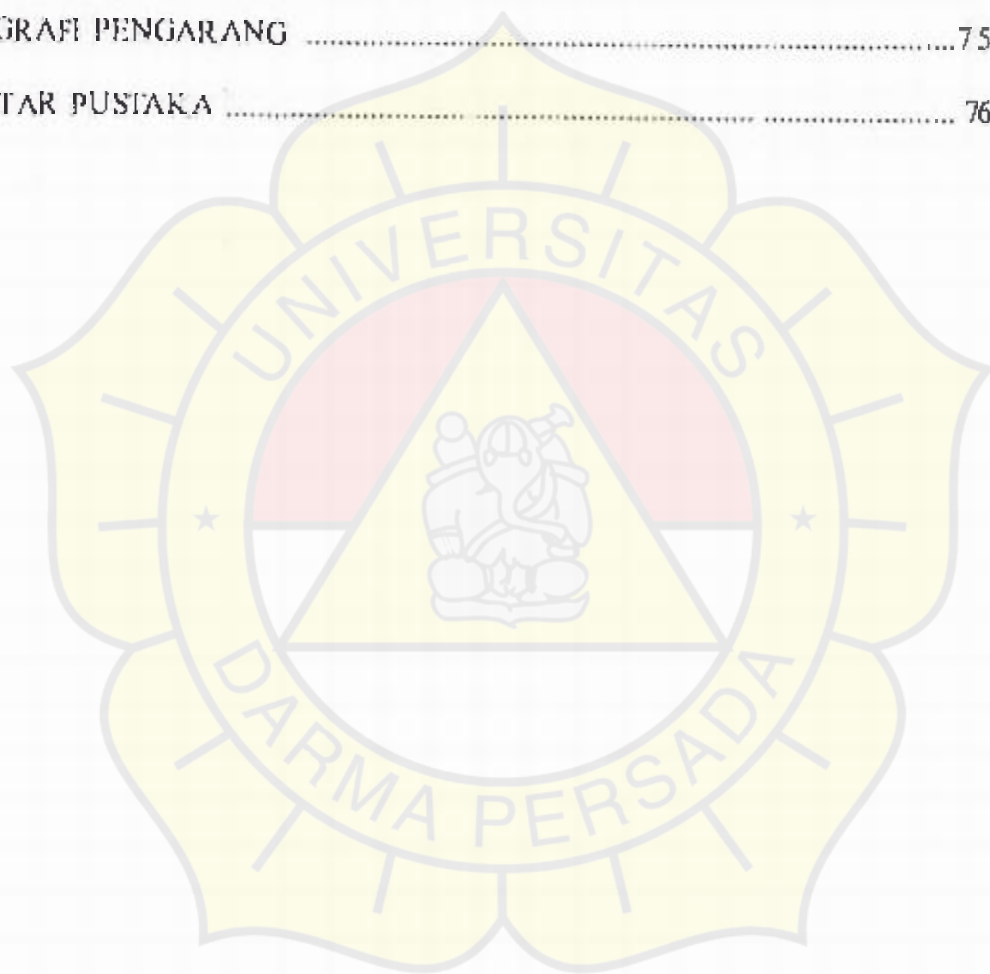 GRAFI PENGARANG ........................ 75
TAR PUSTAKA ........................ 76
UNIVERSITAS
DARMA PERSADA